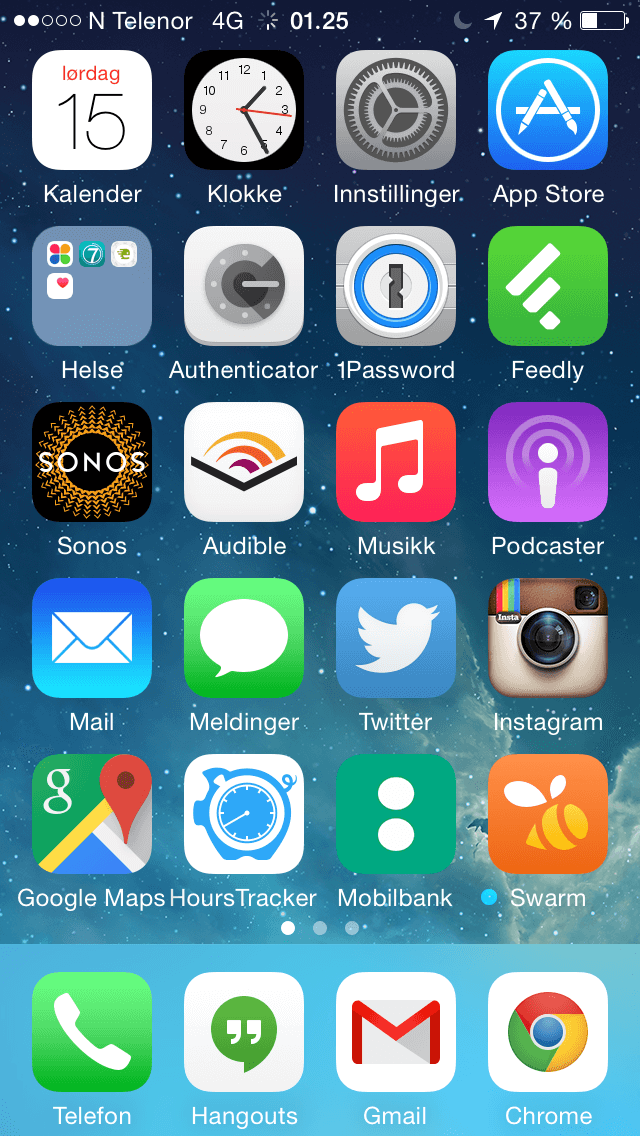 N Telenor 4G 01.25 37 %
lørdag
15
12
11 1
10 2
9 3
8 4
7 5
6
Kalender Klokke Innstillinger App Store
7
Helse Authenticator 1Password Feedly
SONOS
Sonos Audible Musikk Podcaster
Insta
Mail Meldinger Twitter Instagram
g
Google Maps HoursTracker Mobilbank Swarm
Telefon Hangouts Gmail Chrome